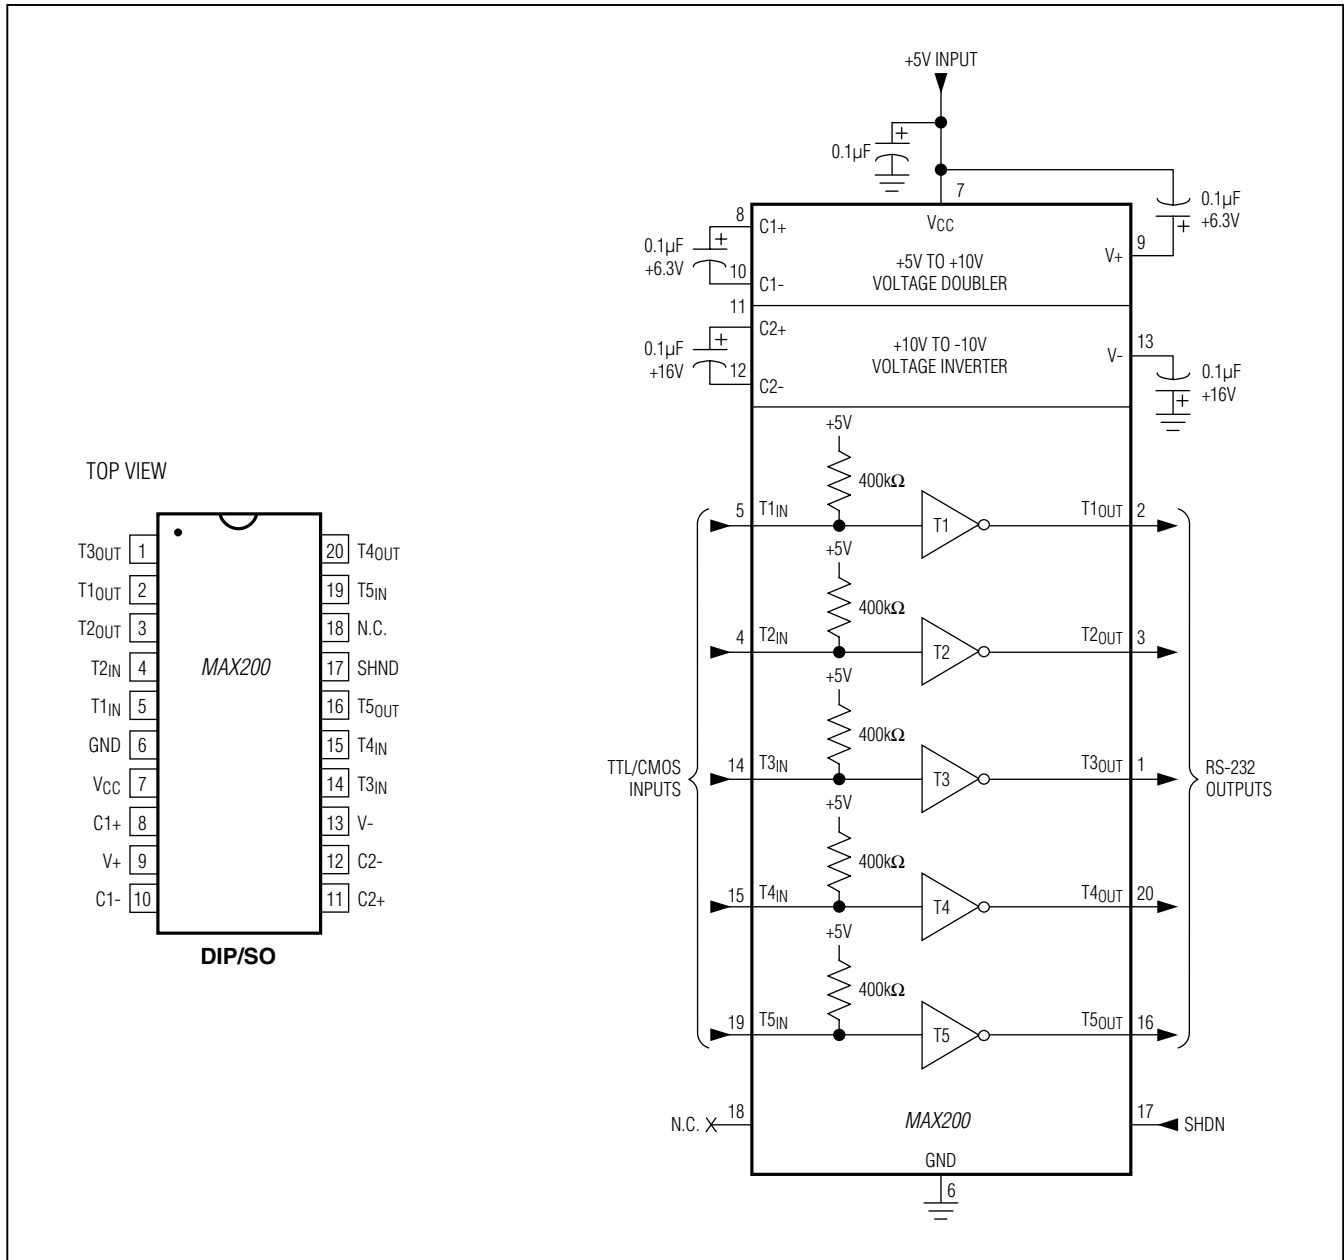 TOP VIEW
T3OUT 1
T1OUT 2
T2OUT 3
T2IN 4
T1IN 5
GND 6
VCC 7
C1+ 8
V+ 9
C1- 10
MAX200
20 T4OUT
19 T5IN
18 N.C.
17 SHND
16 T5OUT
15 T4IN
14 T3IN
13 V-
12 C2-
11 C2+
DIP/SO
+5V INPUT
0.1µF
+
7
VCC
0.1µF
+6.3V
+
9
V+
8
C1+
+
0.1µF
+6.3V
10
C1-
+5V TO +10V
VOLTAGE DOUBLER
11
C2+
+
0.1µF
+16V
12
C2-
+10V TO -10V
VOLTAGE INVERTER
13
V-
0.1µF
+16V
+
+5V
400kΩ
5 T1IN T1 T1OUT 2
+5V
400kΩ
4 T2IN T2 T2OUT 3
+5V
400kΩ
14 T3IN T3 T3OUT 1
TTL/CMOS
INPUTS
RS-232
OUTPUTS
+5V
400kΩ
15 T4IN T4 T4OUT 20
+5V
400kΩ
19 T5IN T5 T5OUT 16
N.C. 18
MAX200
17 SHDN
GND
6